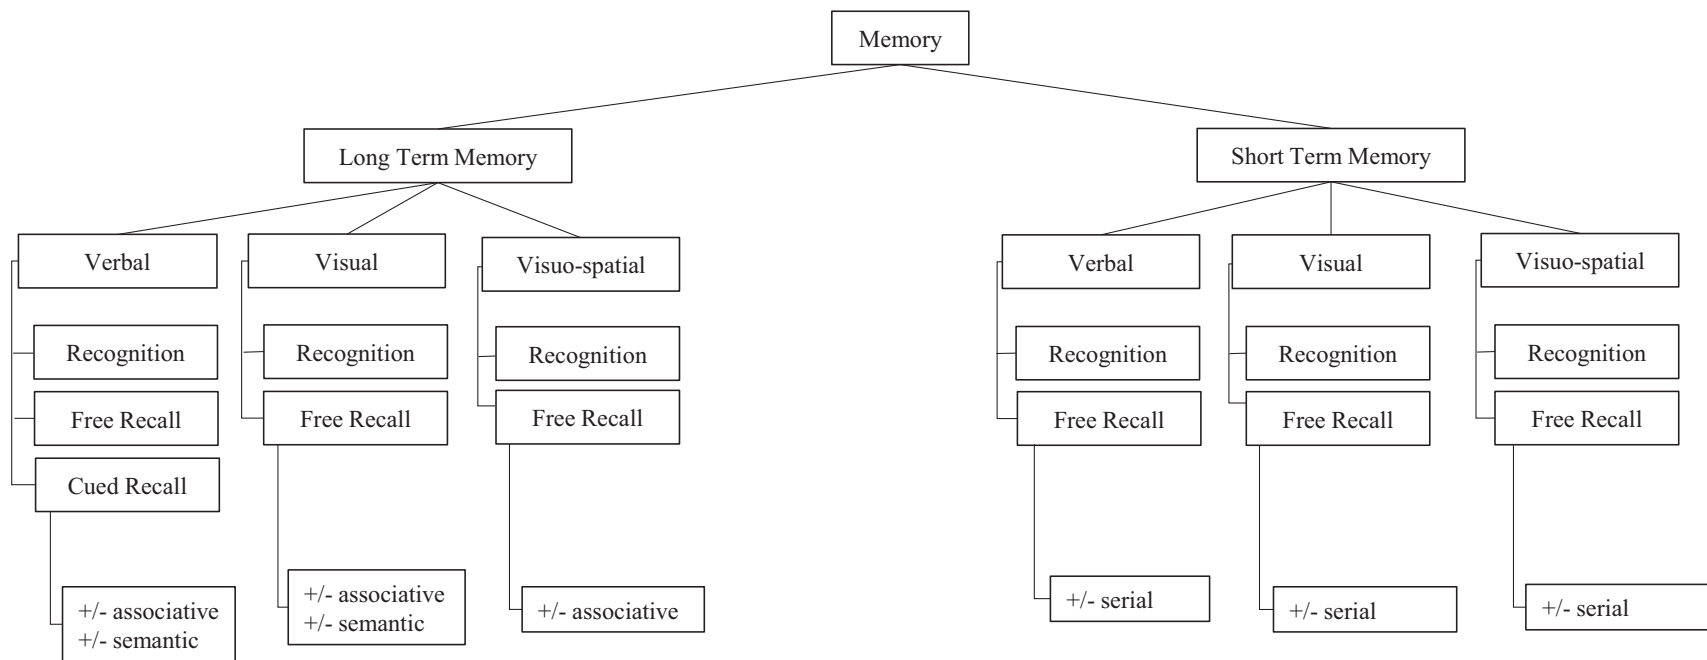 Memory
Long Term Memory
Short Term Memory
Verbal
Visual
Visuo-spatial
Verbal
Visual
Visuo-spatial
Recognition
Recognition
Recognition
Recognition
Recognition
Recognition
Free Recall
Free Recall
Free Recall
Free Recall
Free Recall
Free Recall
Cued Recall
+/- associative
+/- semantic
+/- associative
+/- semantic
+/- associative
+/- serial
+/- serial
+/- serial